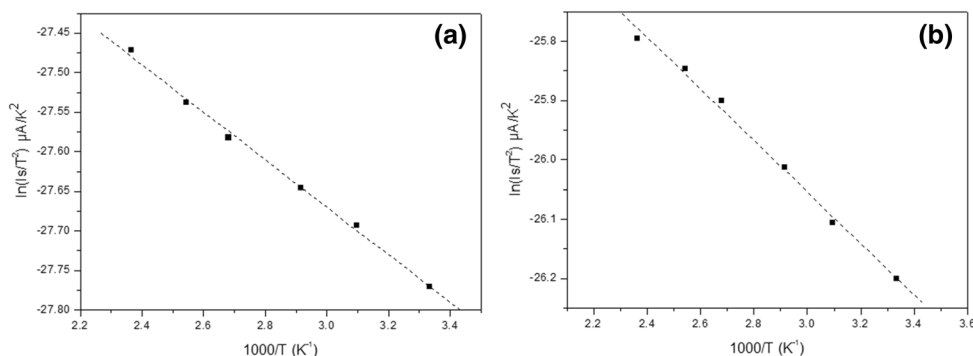 (a)
-27.45
-27.50
-27.55
-27.60
-27.65
-27.70
-27.75
-27.80
ln(Is/T²) μA/K²
2.2 2.4 2.6 2.8 3.0 3.2 3.4
1000/T (K⁻¹)
(b)
-25.8
-25.9
-26.0
-26.1
-26.2
ln(Is/T²) μA/K²
2.2 2.4 2.6 2.8 3.0 3.2 3.4 3.6
1000/T (K⁻¹)